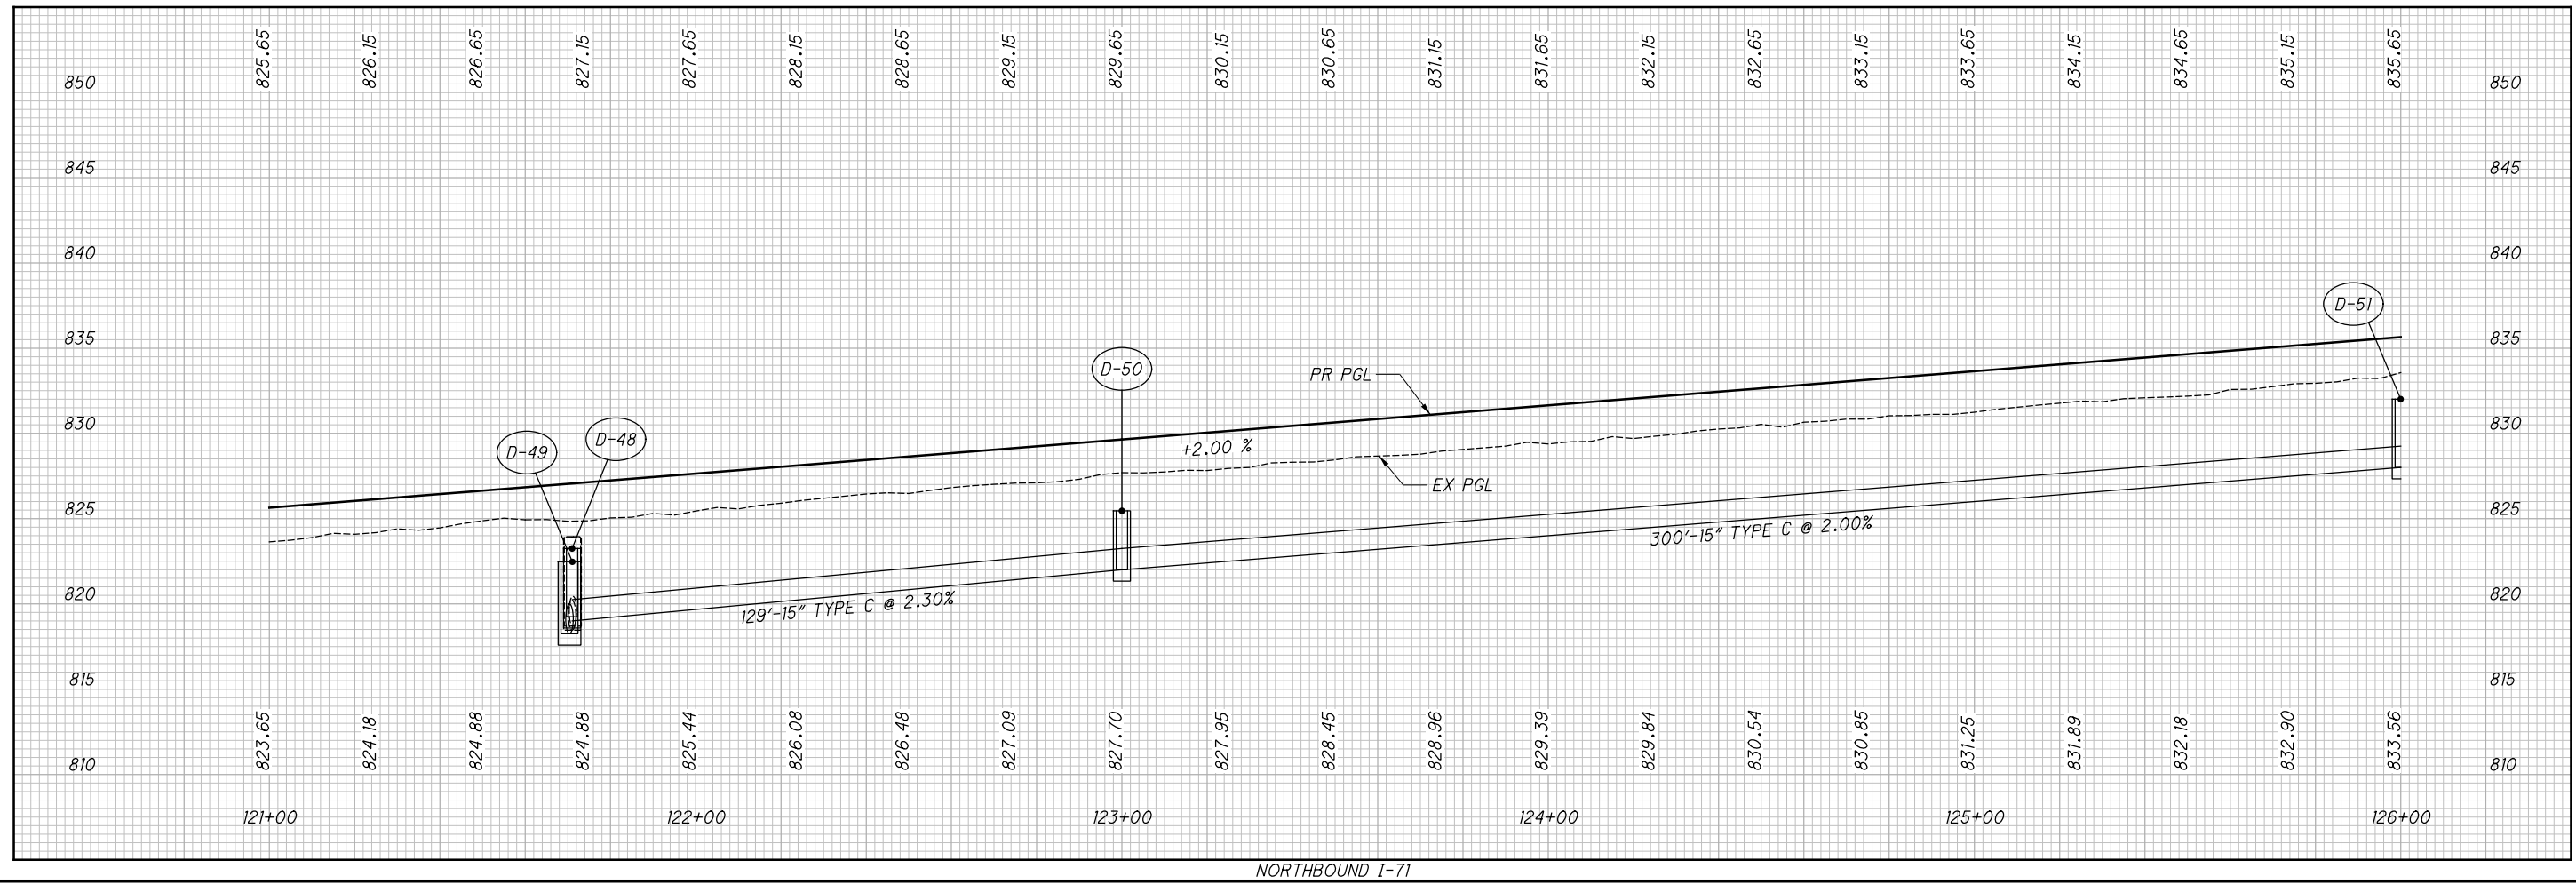 825.65 826.15 826.65 827.15 827.65 828.15 828.65 829.15 829.65 830.15 830.65 831.15 831.65 832.15 832.65 833.15 833.65 834.15 834.65 835.15 835.65
850 850
845 845
840 840
D-51
835 835
D-50
PR PGL
830 830
D-48
D-49
+2.00 %
EX PGL
825 825
300'-15" TYPE C @ 2.00%
820 820
129'-15" TYPE C @ 2.30%
815 815
823.65 824.18 824.88 824.88 825.44 826.08 826.48 827.09 827.70 827.95 828.45 828.96 829.39 829.84 830.54 830.85 831.25 831.89 832.18 832.90 833.56
810 810
121+00 122+00 123+00 124+00 125+00 126+00
NORTHBOUND I-71